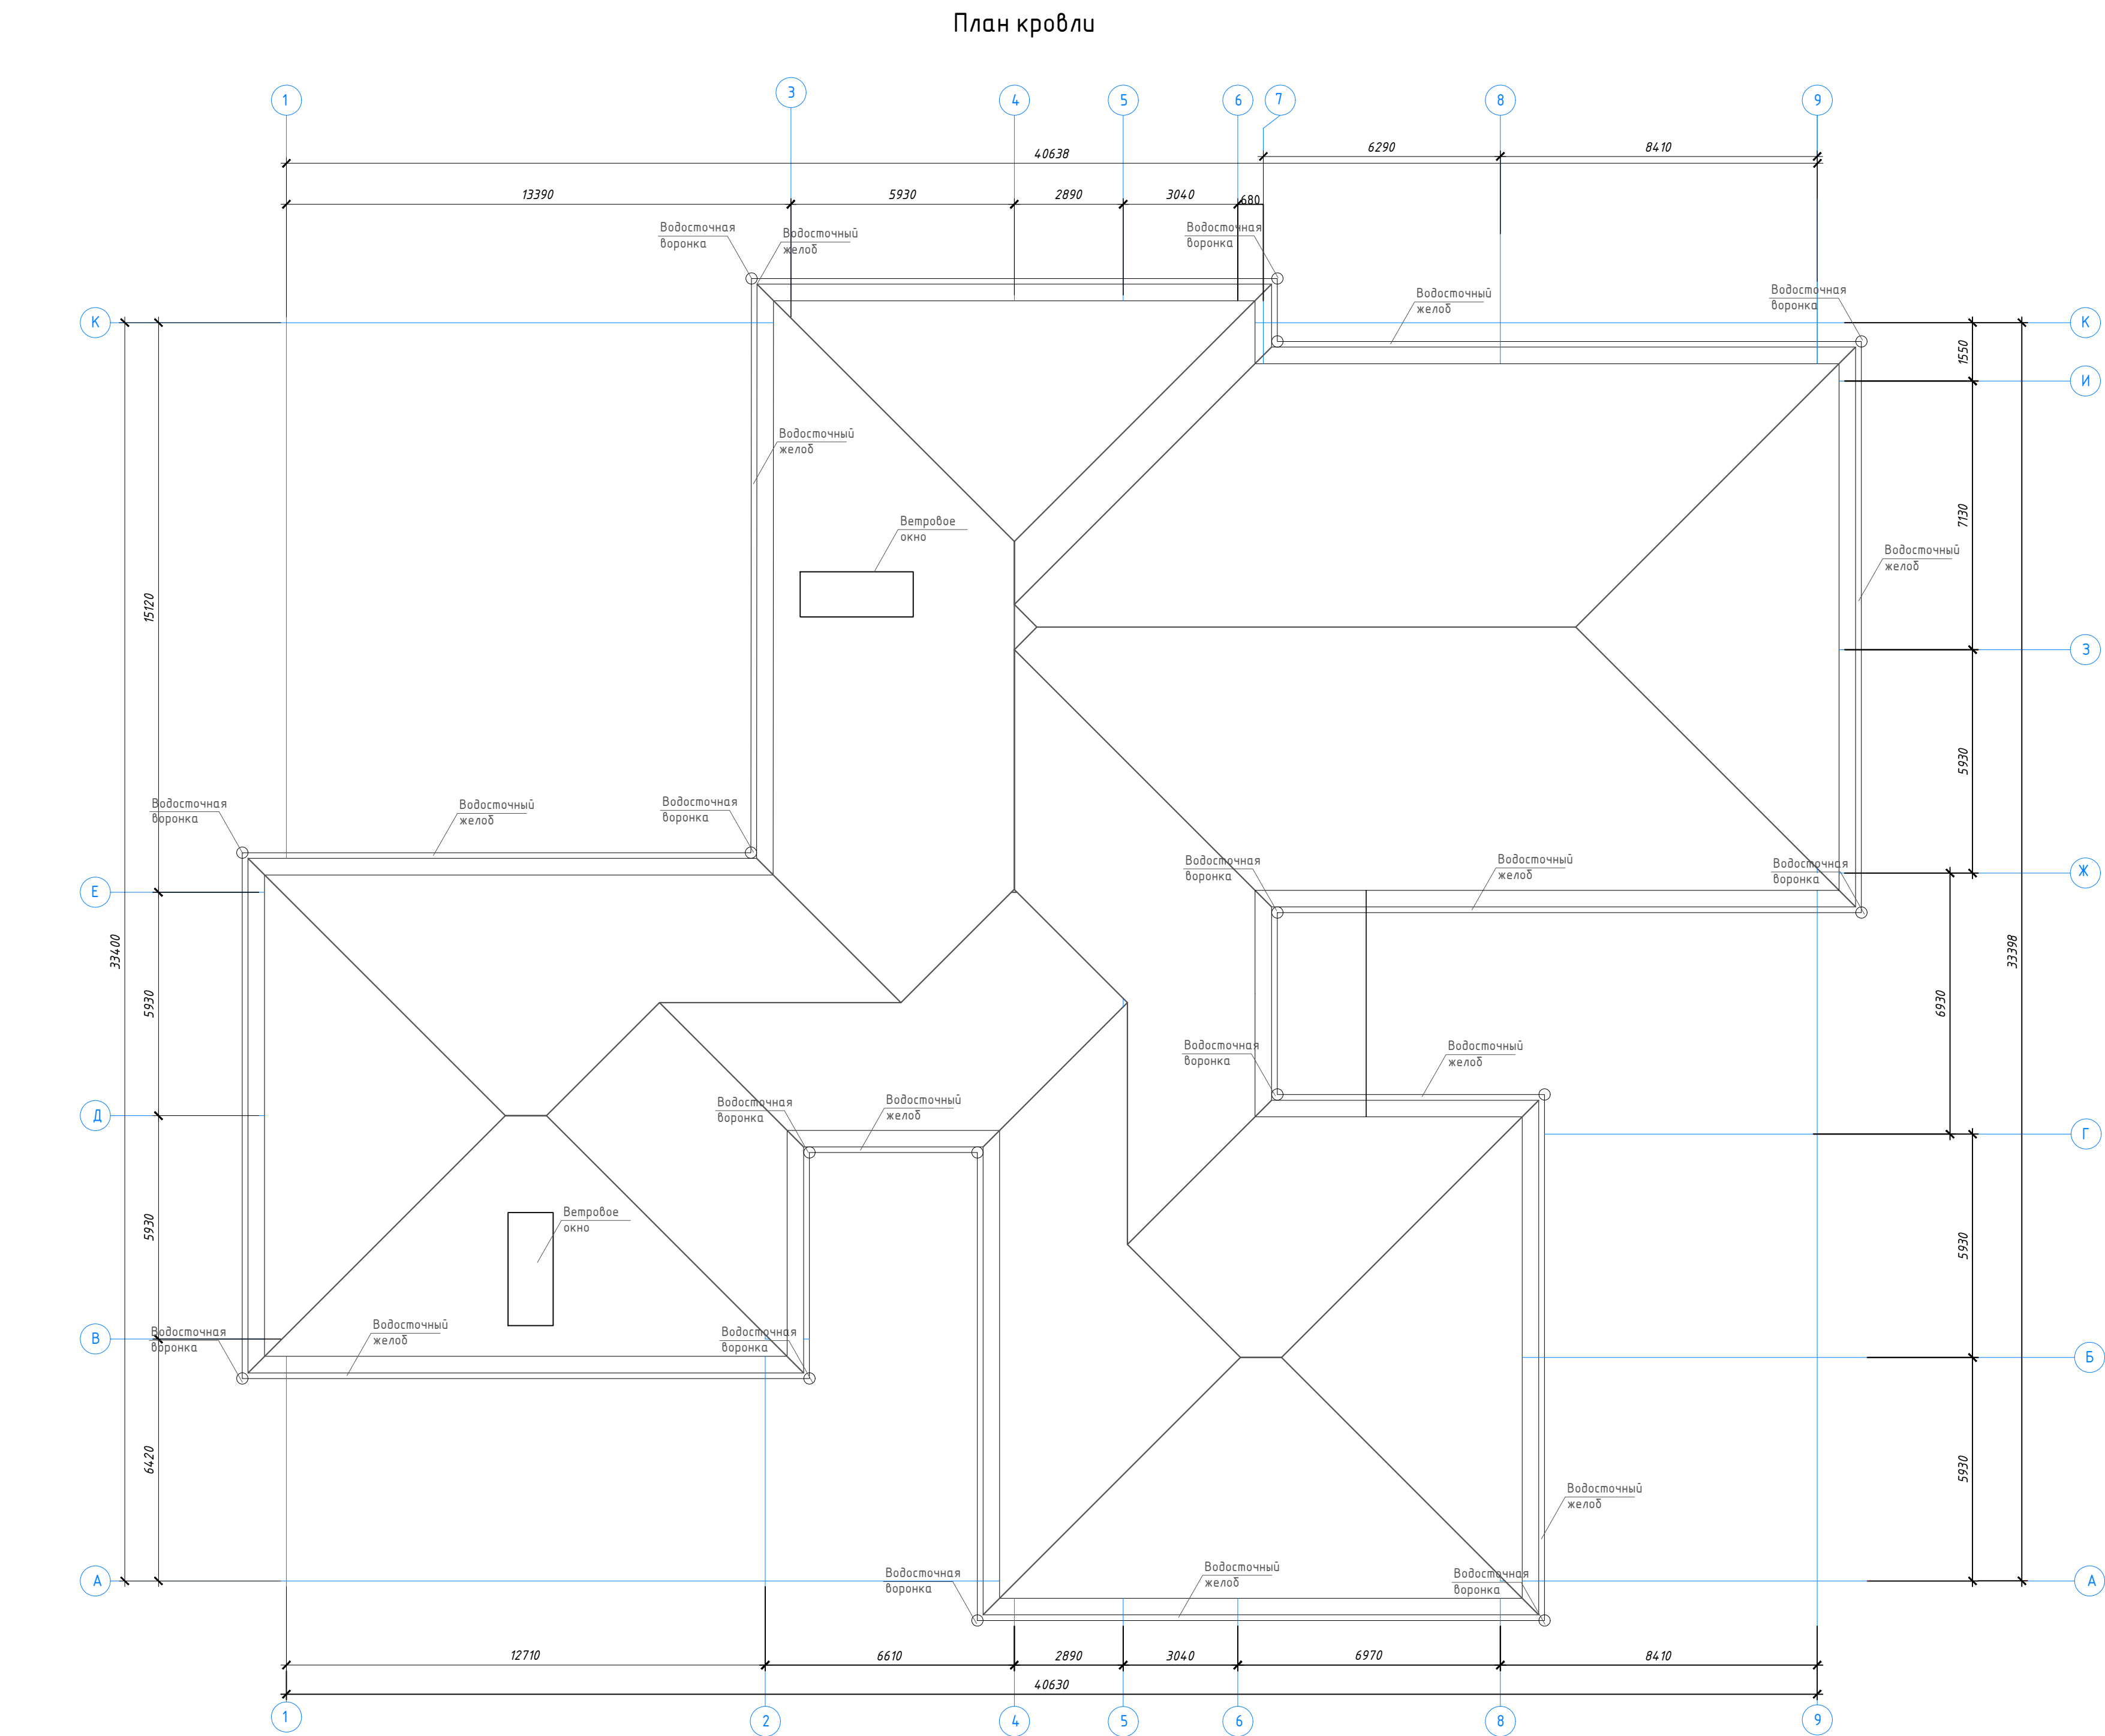 План кровли
1
3
4
5
6
7
8
9
6290
8410
40638
13390
5930
2890
3040
680
Водосточная
воронка
Водосточный
желоб
Водосточная
воронка
Водосточный
желоб
Водосточная
воронка
К
К
1550
И
Водосточный
желоб
7130
Ветровое
окно
Водосточный
желоб
15120
З
5930
Водосточная
воронка
Водосточный
желоб
Водосточная
воронка
Водосточная
воронка
Водосточный
желоб
Водосточная
воронка
Ж
Е
33400
33398
5930
6930
Водосточная
воронка
Водосточный
желоб
Водосточная
воронка
Водосточный
желоб
Д
Г
Ветровое
окно
5930
5930
Водосточная
воронка
Водосточный
желоб
Водосточная
воронка
В
Б
6420
5930
Водосточный
желоб
Водосточная
воронка
Водосточный
желоб
Водосточная
воронка
А
А
12710
6610
2890
3040
6970
8410
40630
1
2
4
5
6
8
9